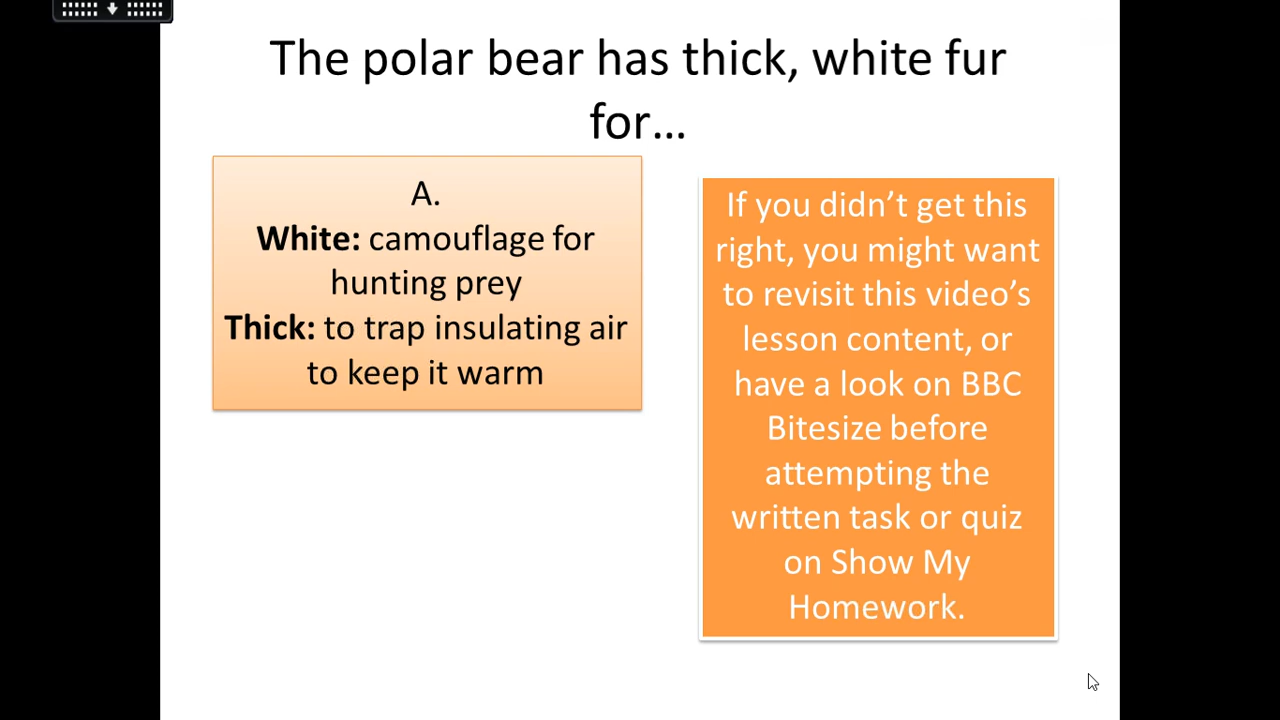 The polar bear has thick, white fur
for…
A.
White: camouflage for
hunting prey
Thick: to trap insulating air
to keep it warm
If you didn’t get this
right, you might want
to revisit this video’s
lesson content, or
have a look on BBC
Bitesize before
attempting the
written task or quiz
on Show My
Homework.